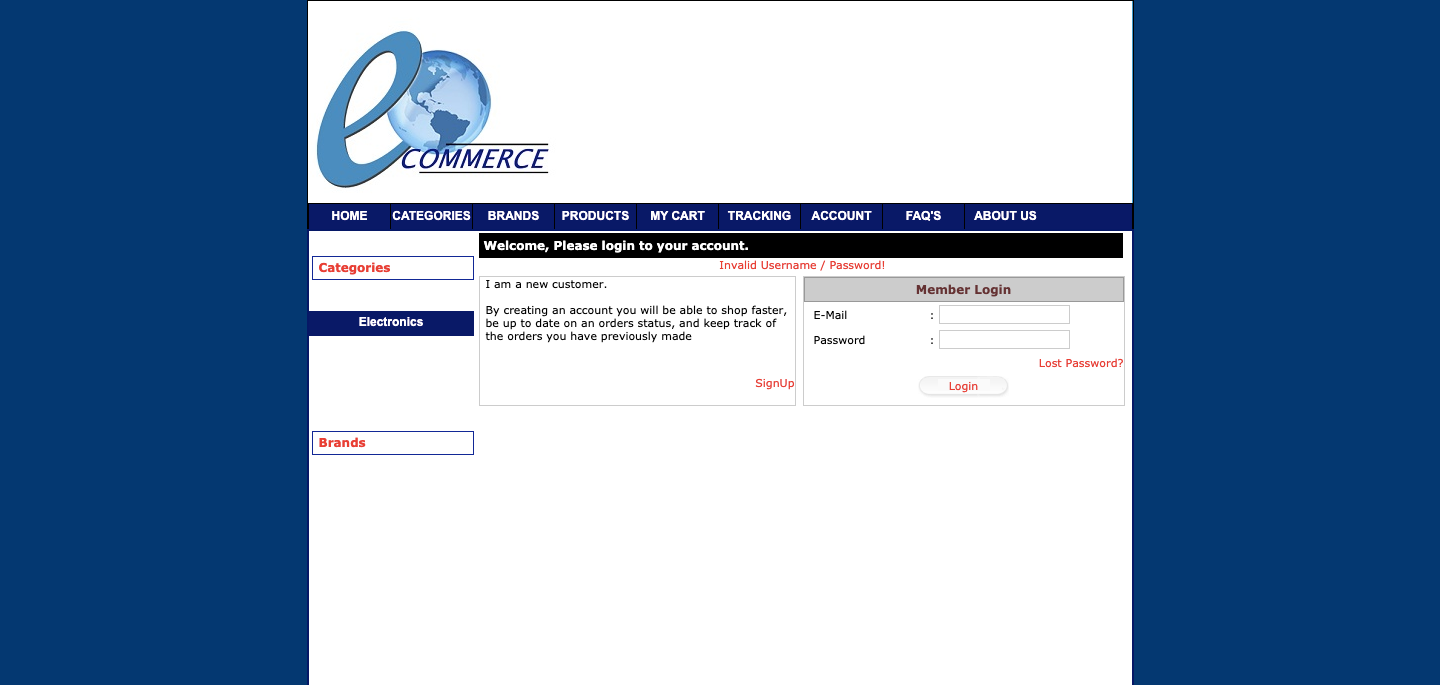 e COMMERCE
HOME CATEGORIES BRANDS PRODUCTS MY CART TRACKING ACCOUNT FAQ'S ABOUT US
Welcome, Please login to your account.
Invalid Username / Password!
Categories
Electronics
Brands
I am a new customer.
By creating an account you will be able to shop faster,
be up to date on an orders status, and keep track of
the orders you have previously made
SignUp
Member Login
E-Mail :
Password :
Lost Password?
Login